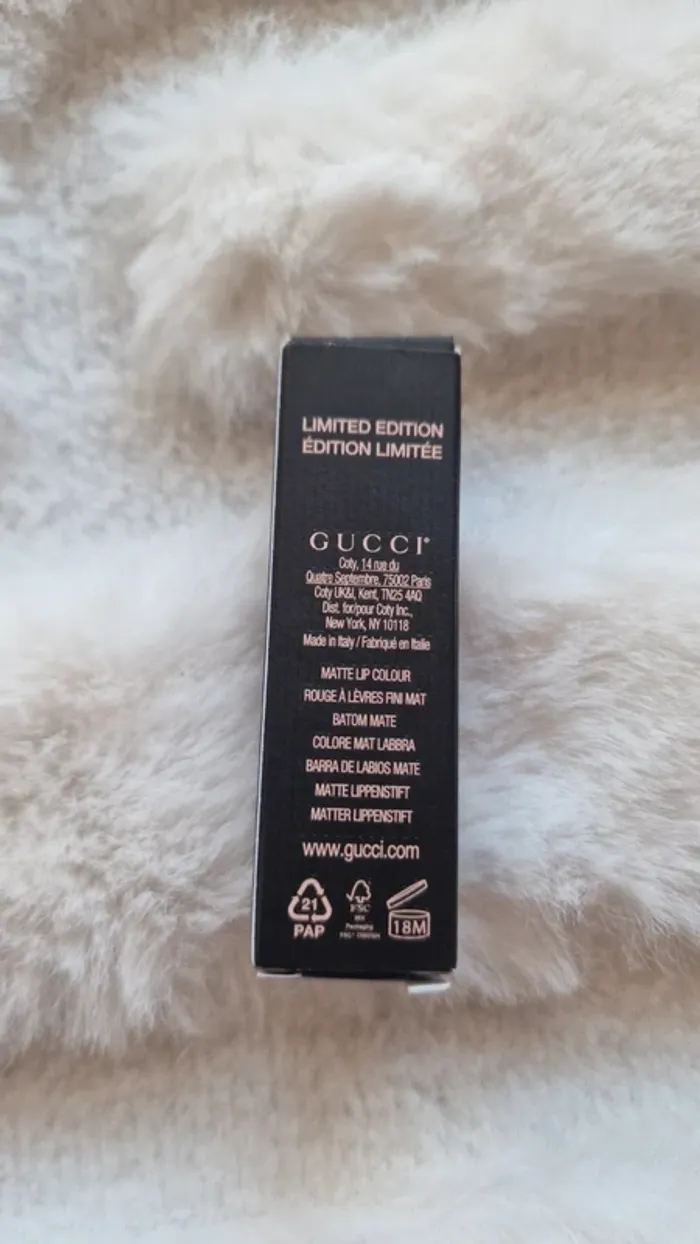 LIMITED EDITION
ÉDITION LIMITÉE
GUCCI
Coty, 14 rue du
Quatre Septembre, 75002 Paris
Coty UK&I, Kent, TN25 4AQ
Dist. for/pour Coty Inc.,
New York, NY 10118
Made in Italy / Fabriqué en Italie
MATTE LIP COLOUR
ROUGE À LÈVRES FINI MAT
BATOM MATE
COLORE MAT LABBRA
BARRA DE LABIOS MATE
MATTE LIPPENSTIFT
MATTER LIPPENSTIFT
www.gucci.com
21
PAP
FSC
18M